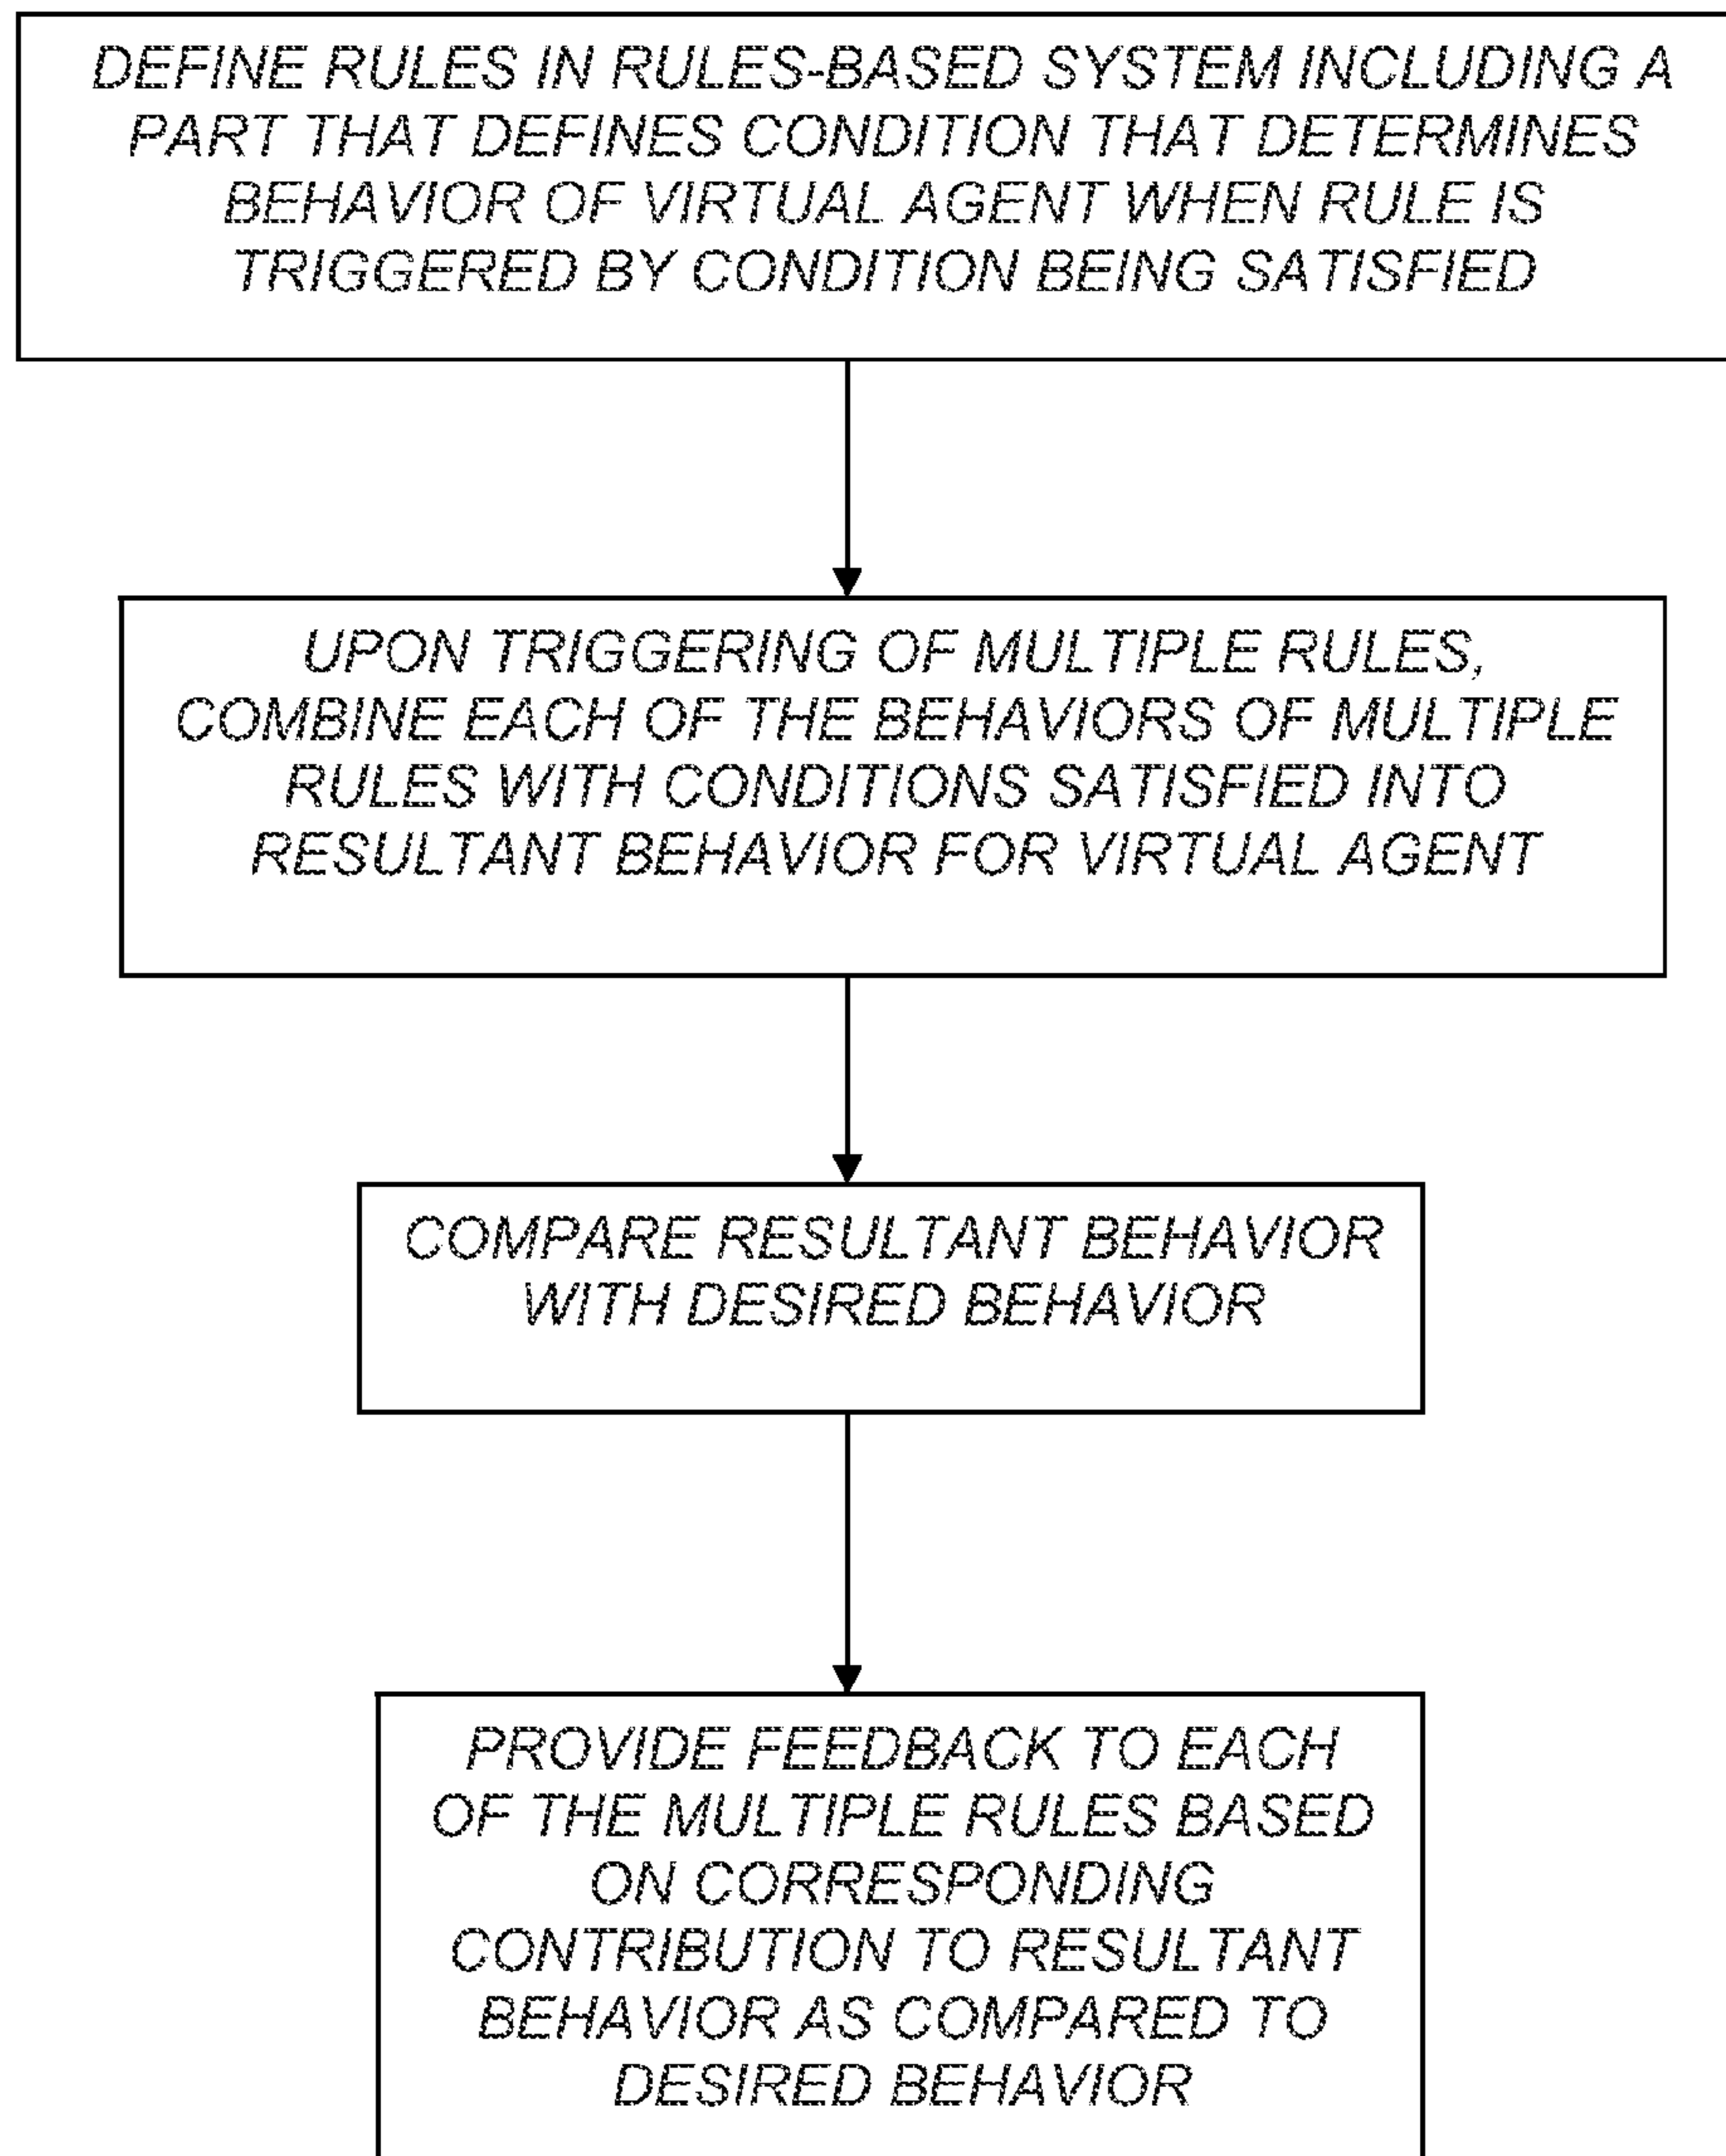 DEFINE RULES IN RULES-BASED SYSTEM INCLUDING A
PART THAT DEFINES CONDITION THAT DETERMINES
BEHAVIOR OF VIRTUAL AGENT WHEN RULE IS
TRIGGERED BY CONDITION BEING SATISFIED
UPON TRIGGERING OF MULTIPLE RULES,
COMBINE EACH OF THE BEHAVIORS OF MULTIPLE
RULES WITH CONDITIONS SATISFIED INTO
RESULTANT BEHAVIOR FOR VIRTUAL AGENT
COMPARE RESULTANT BEHAVIOR
WITH DESIRED BEHAVIOR
PROVIDE FEEDBACK TO EACH
OF THE MULTIPLE RULES BASED
ON CORRESPONDING
CONTRIBUTION TO RESULTANT
BEHAVIOR AS COMPARED TO
DESIRED BEHAVIOR